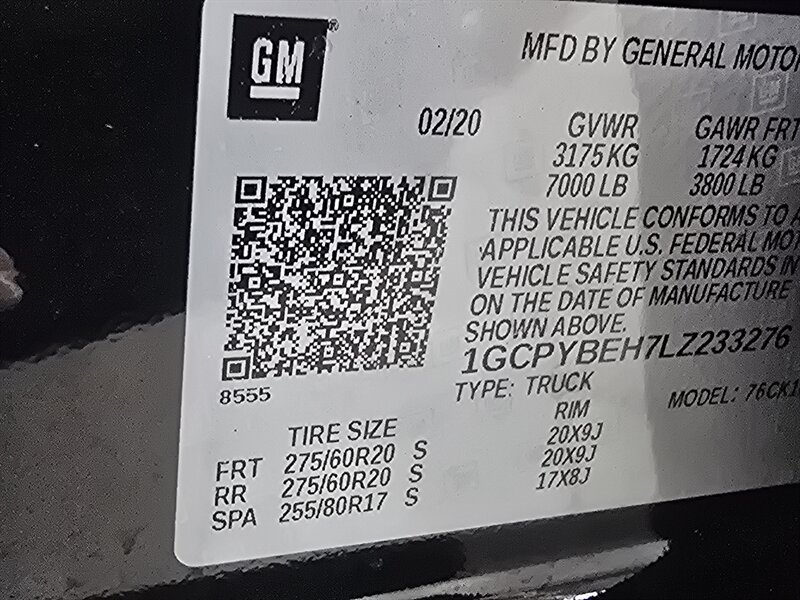 GM®
MFD BY GENERAL MOTO
02/20
GVWR GAWR FRT
3175 KG 1724 KG
7000 LB 3800 LB
THIS VEHICLE CONFORMS TO A
APPLICABLE U.S. FEDERAL MOT
VEHICLE SAFETY STANDARDS IN
ON THE DATE OF MANUFACTURE
SHOWN ABOVE.
1GCPYBEH7LZ233276
8555
TYPE: TRUCK MODEL: 76CK1
TIRE SIZE RIM
FRT 275/60R20 S 20X9J
RR 275/60R20 S 20X9J
SPA 255/80R17 S 17X8J